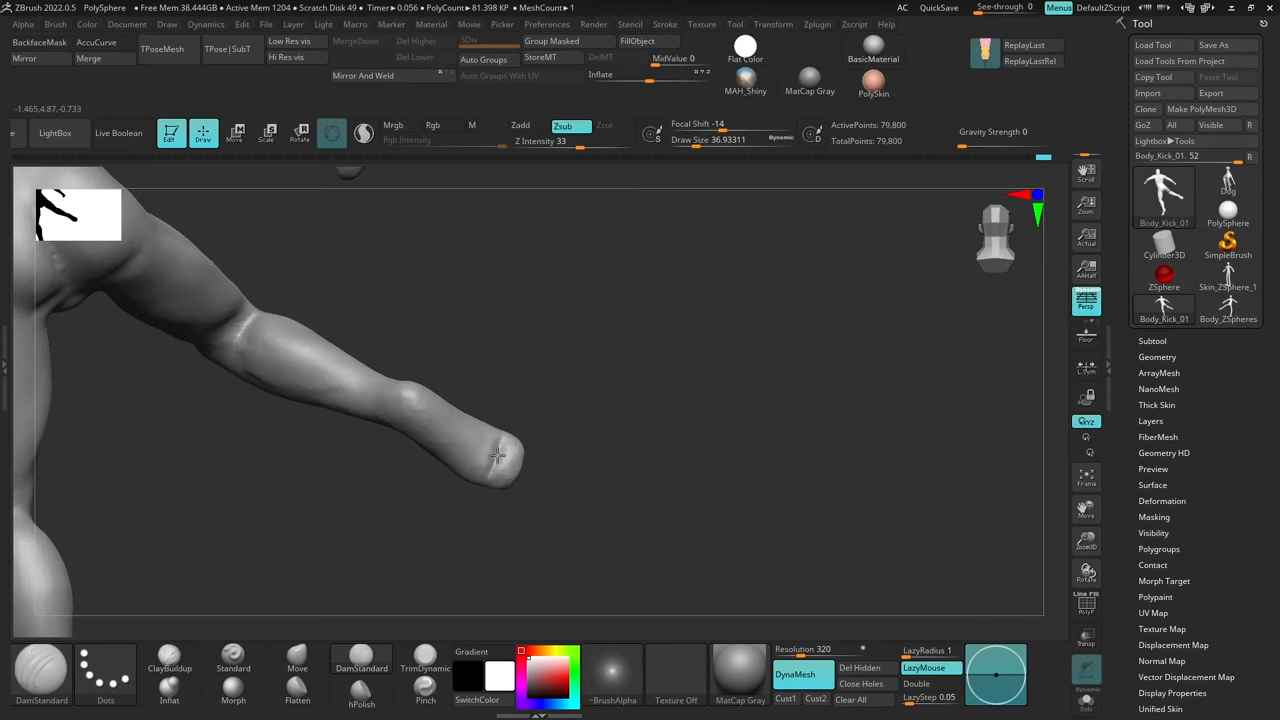 ZBrush 2022.0.5 PolySphere • Free Mem 38.444GB • Active Mem 1204 • Scratch Disk 49 • Timer▸0.056 • PolyCount▸81.398 KP • MeshCount▸1 AC QuickSave See-through 0 Menus DefaultZScript
Alpha Brush Color Document Draw Dynamics Edit File Layer Light Macro Marker Material Movie Picker Preferences Render Stencil Stroke Texture Tool Transform Zplugin Zscript Help
Tool
BackfaceMask AccuCurve TPoseMesh TPose|SubT Low Res vis MergeDown Del Higher SDiv Group Masked FillObject ReplayLast Load Tool Save As
Mirror Merge Hi Res vis Del Lower Auto Groups StoreMT DelMT MidValue 0 Flat Color BasicMaterial ReplayLastRel Load Tools From Project
Mirror And Weld Auto Groups With UV Inflate Copy Tool Paste Tool
MAH_Shiny MatCap Gray PolySkin Import Export
-1.465,4.87,-0.733 Clone Make PolyMesh3D
e LightBox Live Boolean Edit Draw Move Scale Rotate Mrgb Rgb M Zadd Zsub Zcut Focal Shift -14 ActivePoints: 79,800 Gravity Strength 0 GoZ All Visible R
Rgb Intensity Z Intensity 33 Draw Size 36.93311 Dynamic TotalPoints: 79,800 Lightbox▸Tools
S D
Body_Kick_01. 52 R
Scroll
Dog
Zoom
Body_Kick_01 PolySphere
Actual
Cylinder3D SimpleBrush
AAHalf
ZSphere Skin_ZSphere_1
Dynamic
Persp
Body_Kick_01 Body_ZSpheres
Floor
Subtool
Geometry
L.Sym
ArrayMesh
NanoMesh
Thick Skin
XYZ
Layers
FiberMesh
Geometry HD
Preview
Frame
Surface
Deformation
Move
Masking
Visibility
Zoom3D
Polygroups
Contact
Rotate
Morph Target
Line Fill
Polypaint
PolyF
UV Map
Texture Map
Transp
Displacement Map
Normal Map
Vector Displacement Map
Dynamic
Display Properties
Solo
Unified Skin
DamStandard Dots ClayBuildup Standard Move DamStandard TrimDynamic
Inflat Morph Flatten hPolish Pinch
Gradient
SwitchColor ~BrushAlpha Texture Off MatCap Gray
Resolution 320 LazyRadius 1
DynaMesh Del Hidden LazyMouse
Close Holes Double
Cust1 Cust2 Clear All LazyStep 0.05